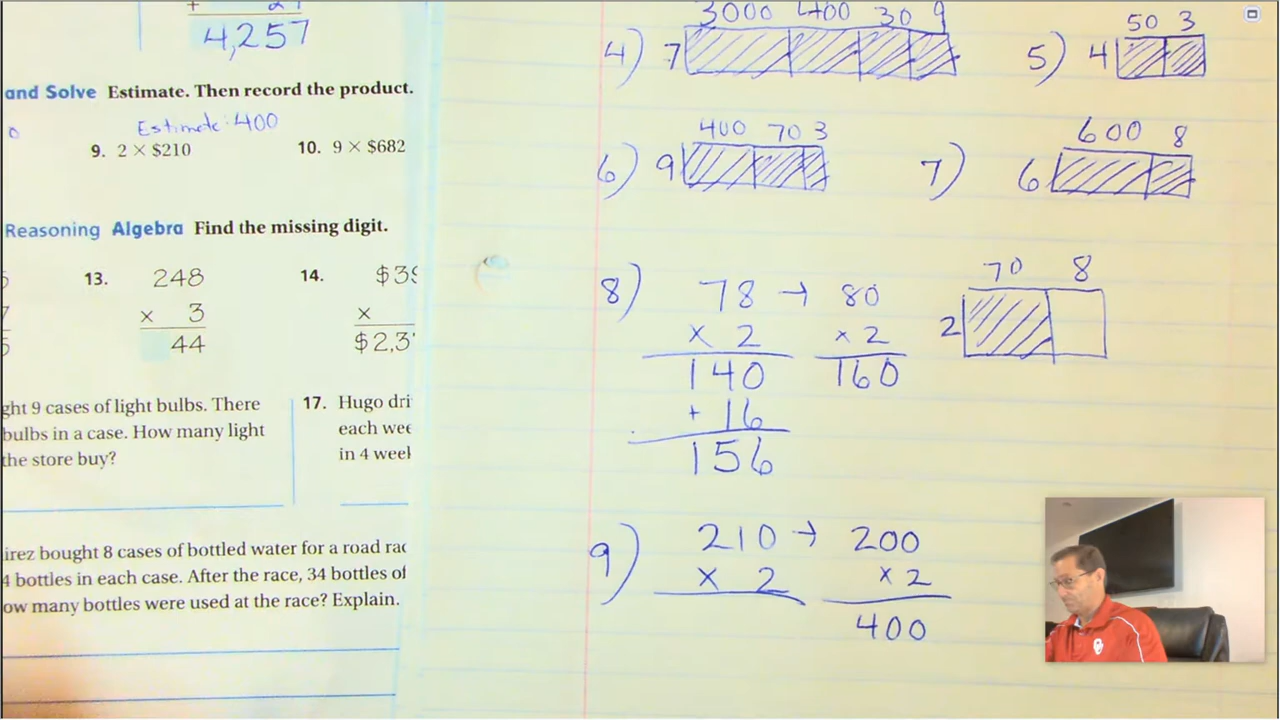 4,257
and Solve Estimate. Then record the product.
Estimate: 400
9. 2 × $210
10. 9 × $682
Reasoning Algebra Find the missing digit.
13. 248
× 3
44
14. $39
×
$2,3
ght 9 cases of light bulbs. There
bulbs in a case. How many light
the store buy?
17. Hugo dri
each wee
in 4 week
irez bought 8 cases of bottled water for a road rac
4 bottles in each case. After the race, 34 bottles of
ow many bottles were used at the race? Explain.
4) 7 3000 400 30 9
5) 4 50 3
6) 9 400 70 3
7) 6 600 8
8) 78 → 80
x 2 x 2
140 160
+ 16
156
70 8
2
9) 210 → 200
x 2 x 2
400